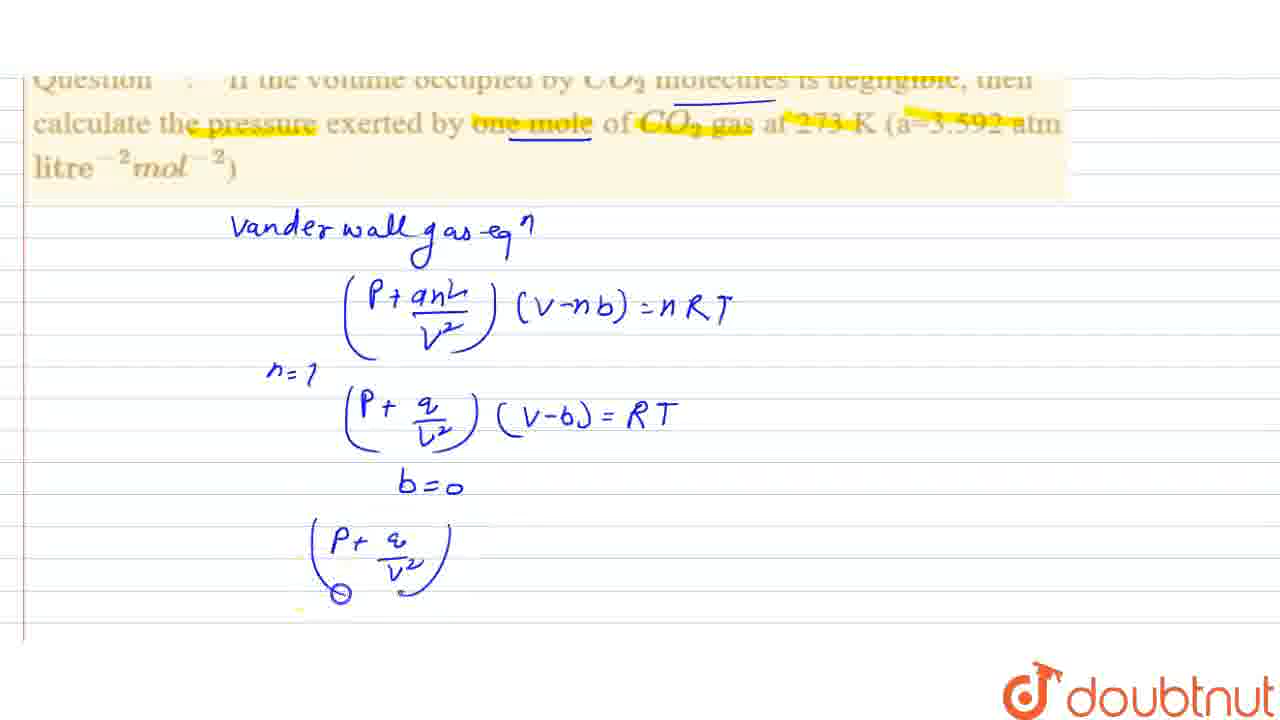 Question : If the volume occupied by CO₂ molecules is negligible, then
calculate the pressure exerted by one mole of CO₂ gas at 273 K (a=3.592 atm
litre⁻²mol⁻²)
Vander wall gas eqⁿ
(P + an²/V²) (V-nb) = nRT
n=1
(P + a/V²) (V-b) = RT
b=0
(P + a/V²)
doubtnut